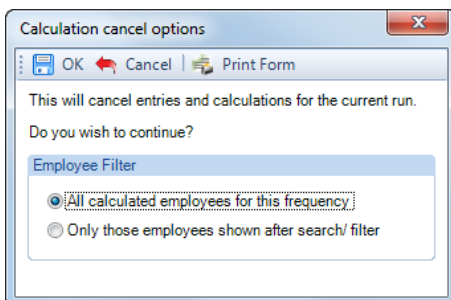 Calculation cancel options
OK Cancel Print Form
This will cancel entries and calculations for the current run.
Do you wish to continue?
Employee Filter
All calculated employees for this frequency
Only those employees shown after search/ filter